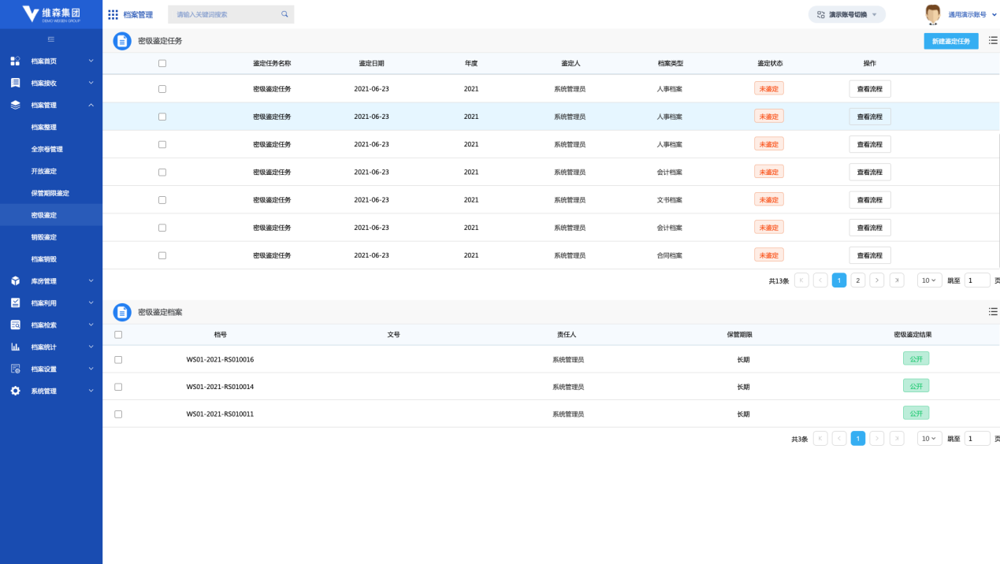 维森集团
DEMO WEISEN GROUP
档案管理
请输入关键词搜索
演示账号切换
通用演示账号
档案首页
档案接收
档案管理
档案整理
全宗卷管理
开放鉴定
保管期限鉴定
密级鉴定
销毁鉴定
档案销毁
库房管理
档案利用
档案检索
档案统计
档案设置
系统管理
密级鉴定任务
新建鉴定任务
鉴定任务名称 鉴定日期 年度 鉴定人 档案类型 鉴定状态 操作
密级鉴定任务 2021-06-23 2021 系统管理员 人事档案 未鉴定 查看流程
密级鉴定任务 2021-06-23 2021 系统管理员 人事档案 未鉴定 查看流程
密级鉴定任务 2021-06-23 2021 系统管理员 人事档案 未鉴定 查看流程
密级鉴定任务 2021-06-23 2021 系统管理员 会计档案 未鉴定 查看流程
密级鉴定任务 2021-06-23 2021 系统管理员 文书档案 未鉴定 查看流程
密级鉴定任务 2021-06-23 2021 系统管理员 会计档案 未鉴定 查看流程
密级鉴定任务 2021-06-23 2021 系统管理员 合同档案 未鉴定 查看流程
共13条 1 2 10 跳至 1 页
密级鉴定档案
档号 文号 责任人 保管期限 密级鉴定结果
WS01-2021-RS010016 系统管理员 长期 公开
WS01-2021-RS010014 系统管理员 长期 公开
WS01-2021-RS010011 系统管理员 长期 公开
共3条 1 10 跳至 1 页